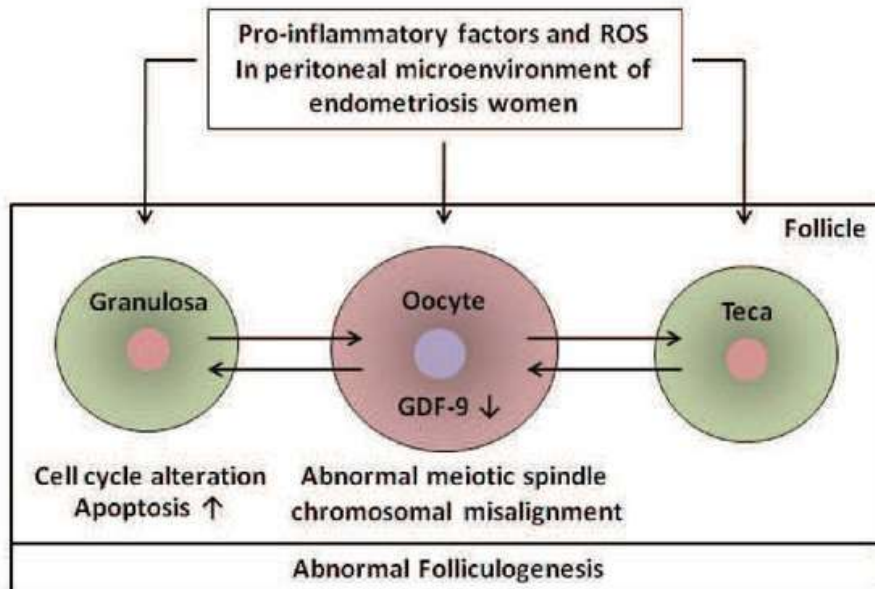 Pro-inflammatory factors and ROS
In peritoneal microenvironment of
endometriosis women
Follicle
Granulosa
Oocyte
Teca
GDF-9 ↓
Cell cycle alteration
Apoptosis ↑
Abnormal meiotic spindle
chromosomal misalignment
Abnormal Folliculogenesis